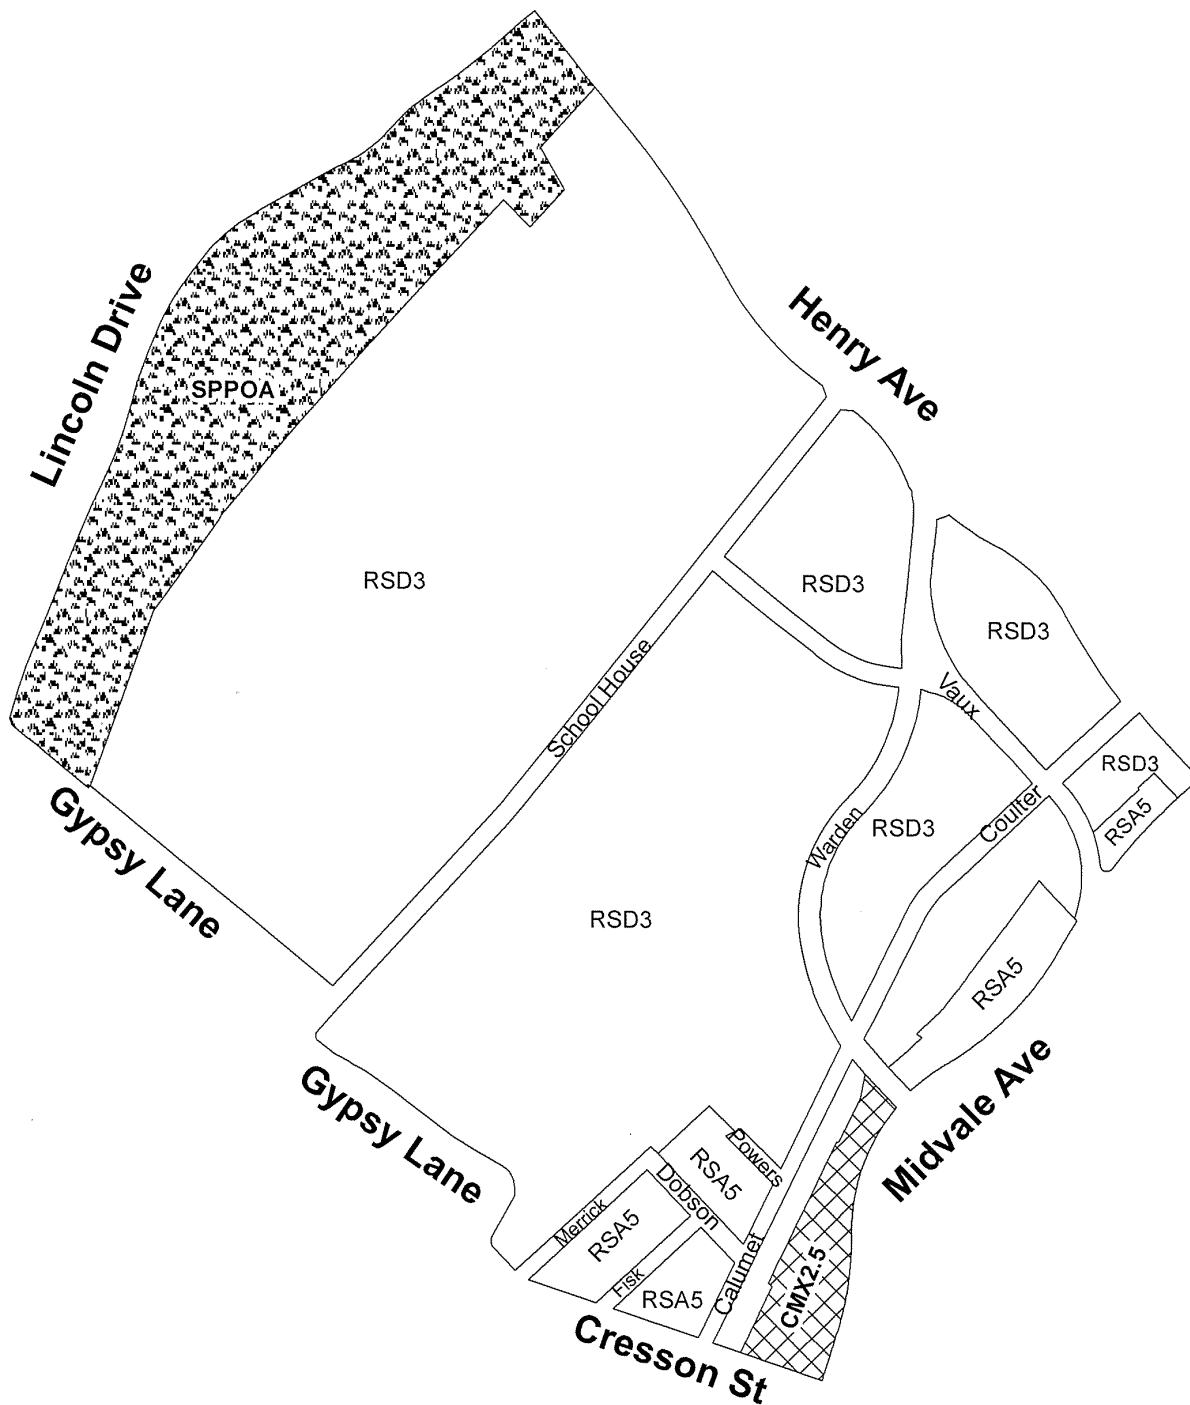 Henry Ave
Lincoln Drive
SPPOA
RSD3
RSD3
RSD3
School House
Vaux
RSD3
Gypsy Lane
Warden
RSD3
Coulter
RSA5
RSD3
RSA5
Gypsy Lane
Midvale Ave
Powers
RSA5
Dobson
Merrick
RSA5
Fisk
RSA5
Calumet
CMX2.5
Cresson St